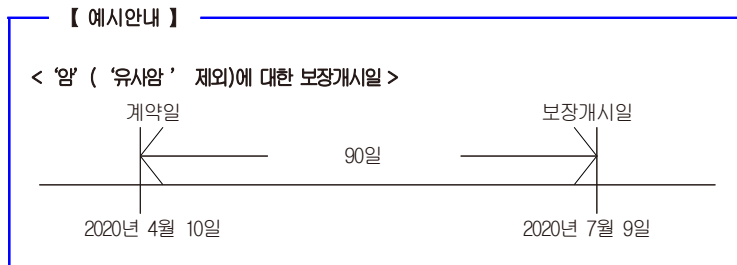 【 예시안내 】
< ‘암’ ( ‘유사암 ’ 제외)에 대한 보장개시일 >
계약일 보장개시일
90일
2020년 4월 10일 2020년 7월 9일